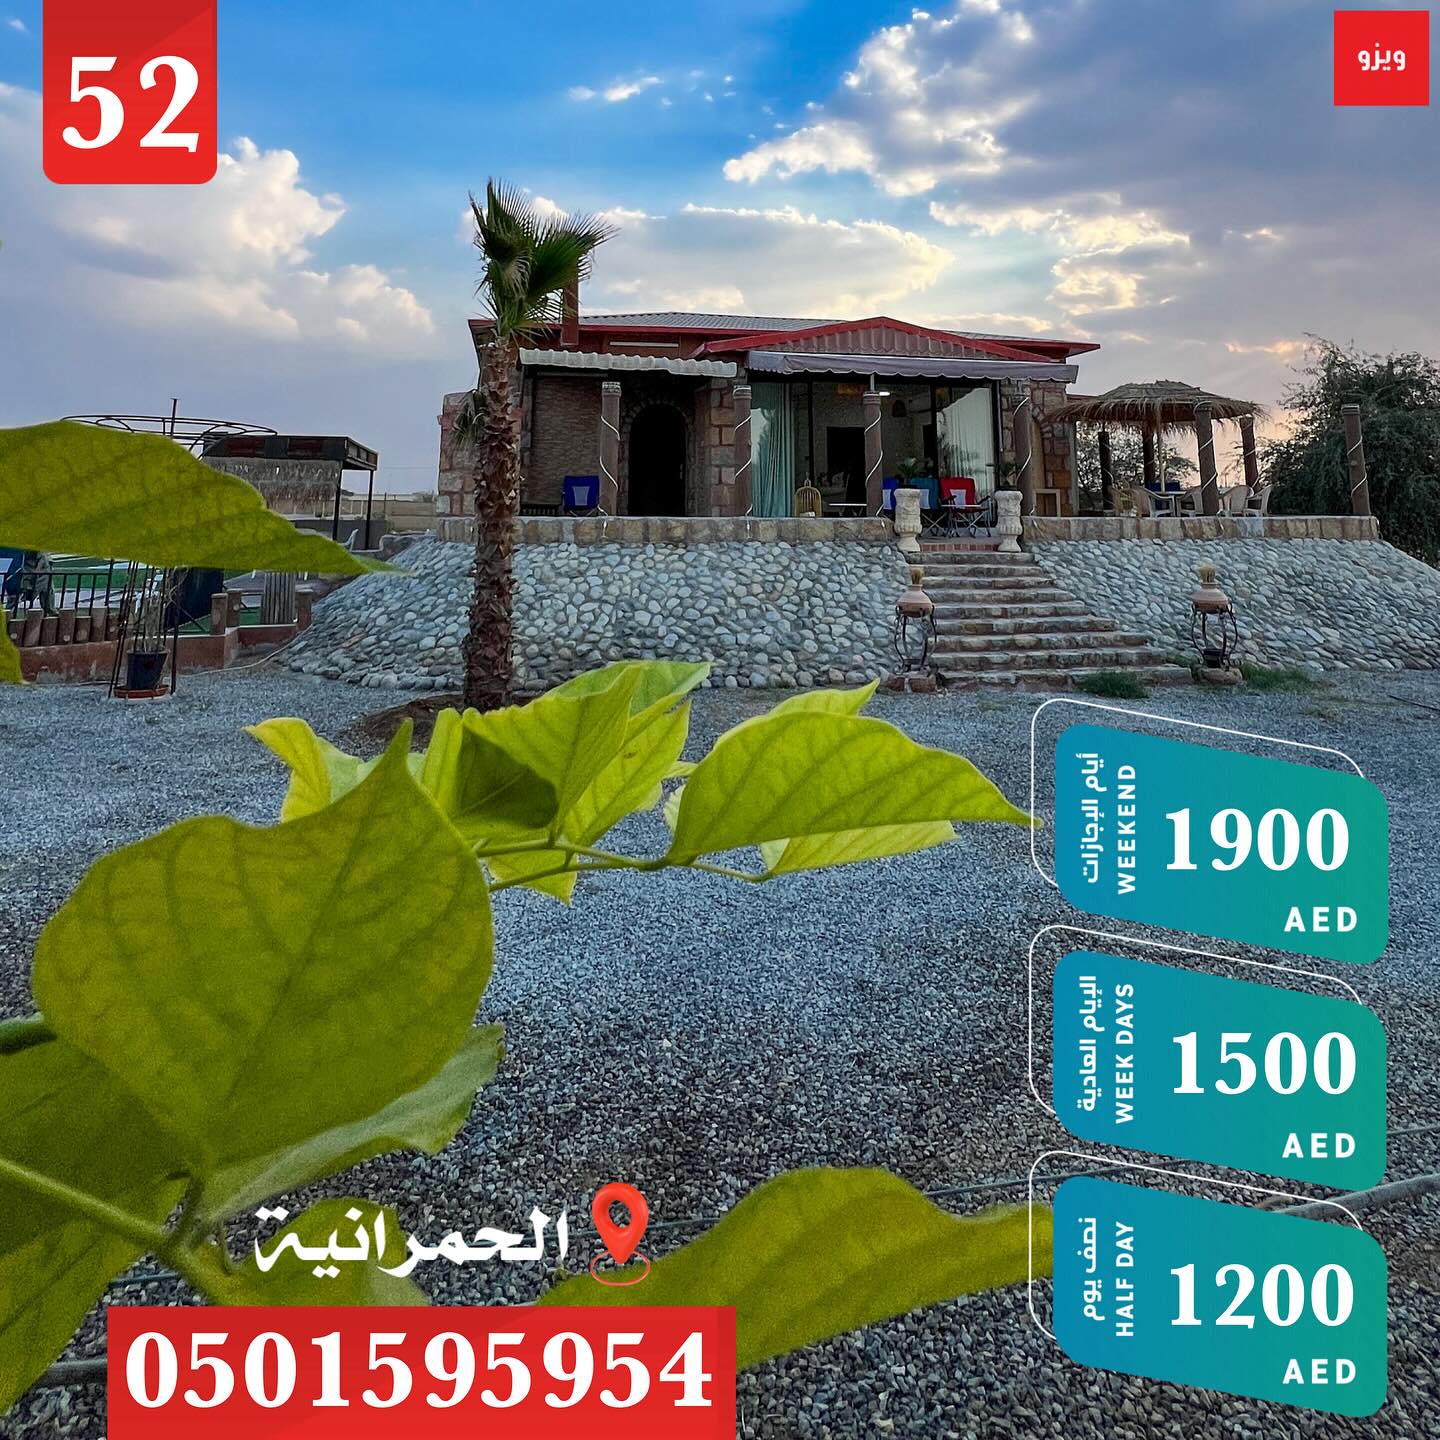 52
ويزو
أيام الإجازات
WEEKEND
1900
AED
الايام العادية
WEEK DAYS
1500
AED
نصف يوم
HALF DAY
1200
AED
الحمرانية
0501595954